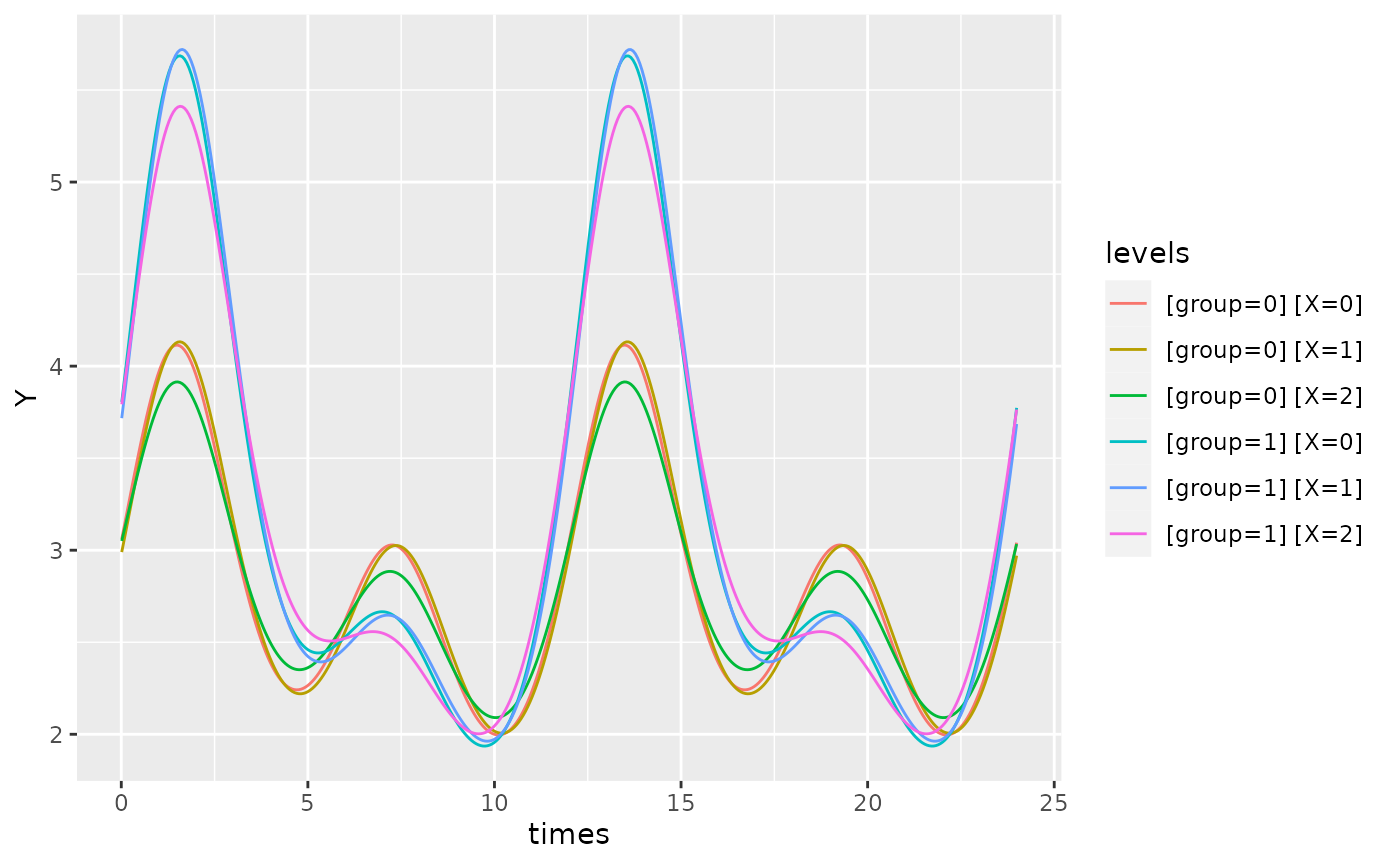 5
4
3
2
Y
0 5 10 15 20 25
times
levels
[group=0] [X=0]
[group=0] [X=1]
[group=0] [X=2]
[group=1] [X=0]
[group=1] [X=1]
[group=1] [X=2]